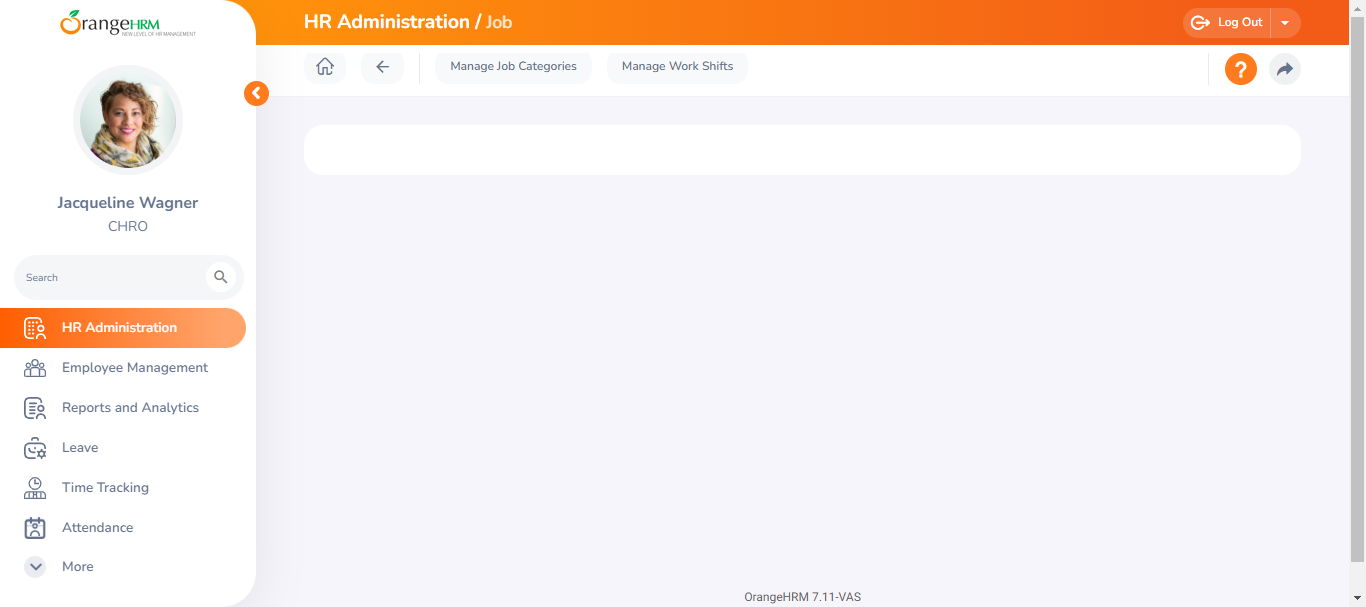 OrangeHRM
NEW LEVEL OF HR MANAGEMENT
Jacqueline Wagner
CHRO
Search
HR Administration
Employee Management
Reports and Analytics
Leave
Time Tracking
Attendance
More
HR Administration / Job
Log Out
Manage Job Categories
Manage Work Shifts
?
OrangeHRM 7.11-VAS